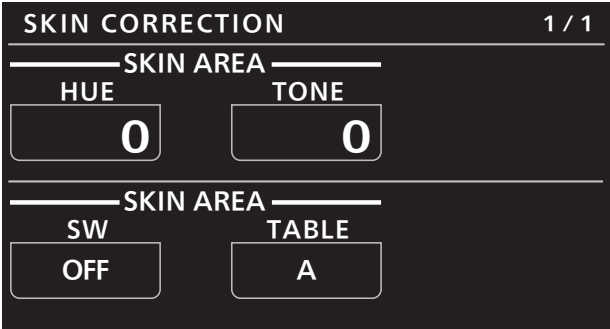 SKIN CORRECTION 1/1
SKIN AREA
HUE TONE
0 0
SKIN AREA
SW TABLE
OFF A